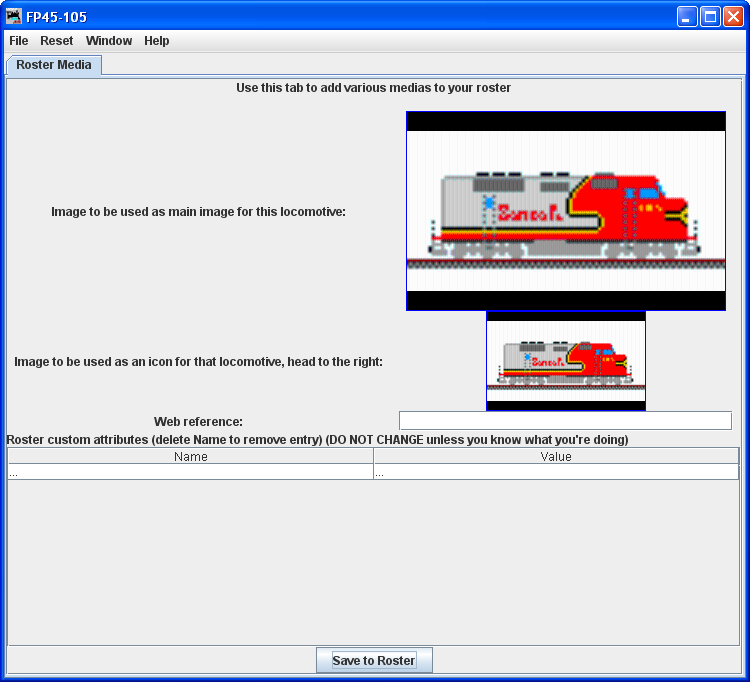 FP45-105
File Reset Window Help
Roster Media
Use this tab to add various medias to your roster
Image to be used as main image for this locomotive:
Santa Fe
Image to be used as an icon for that locomotive, head to the right:
Santa Fe
Web reference:
Roster custom attributes (delete Name to remove entry) (DO NOT CHANGE unless you know what you're doing)
Name Value
... ...
Save to Roster